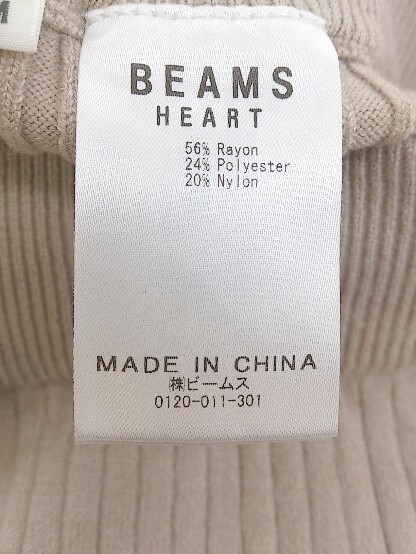 M
BEAMS
HEART
56% Rayon
24% Polyester
20% Nylon
MADE IN CHINA
㈱ビームス
0120-011-301